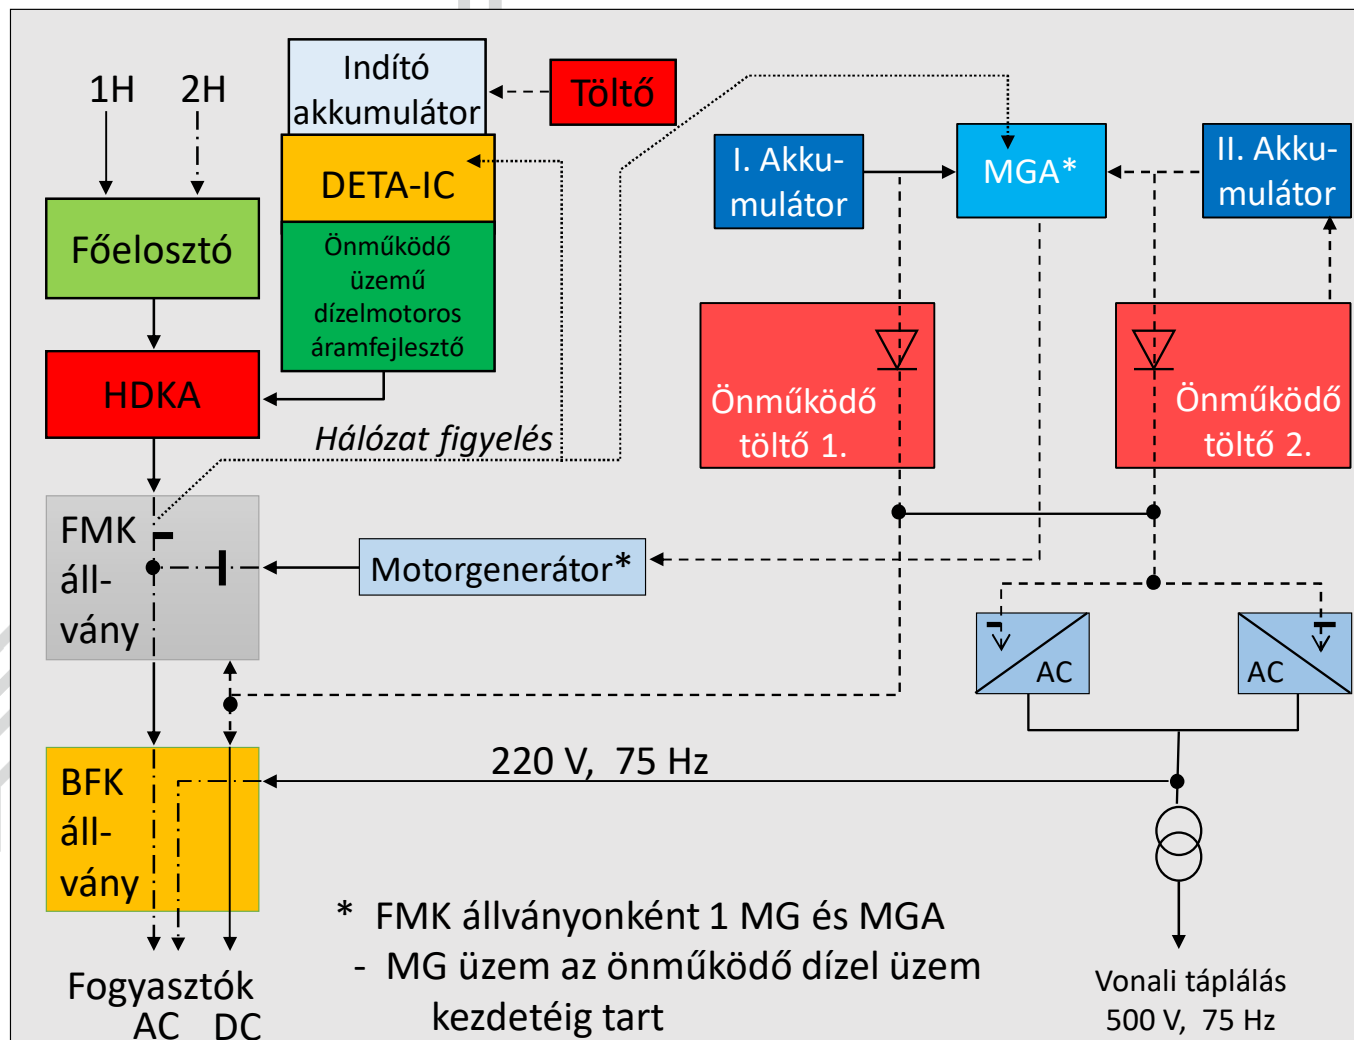 1H
2H
Indító
akkumulátor
Töltő
DETA-IC
Önműködő
üzemű
dízelmotoros
áramfejlesztő
Főelosztó
HDKA
Hálózat figyelés
I. Akku-
mulátor
MGA*
II. Akku-
mulátor
Önműködő
töltő 1.
Önműködő
töltő 2.
FMK
áll-
vány
Motorgenerátor*
AC
AC
220 V, 75 Hz
BFK
áll-
vány
* FMK állványonként 1 MG és MGA
- MG üzem az önműködő dízel üzem
kezdetéig tart
Fogyasztók
AC DC
Vonali táplálás
500 V, 75 Hz